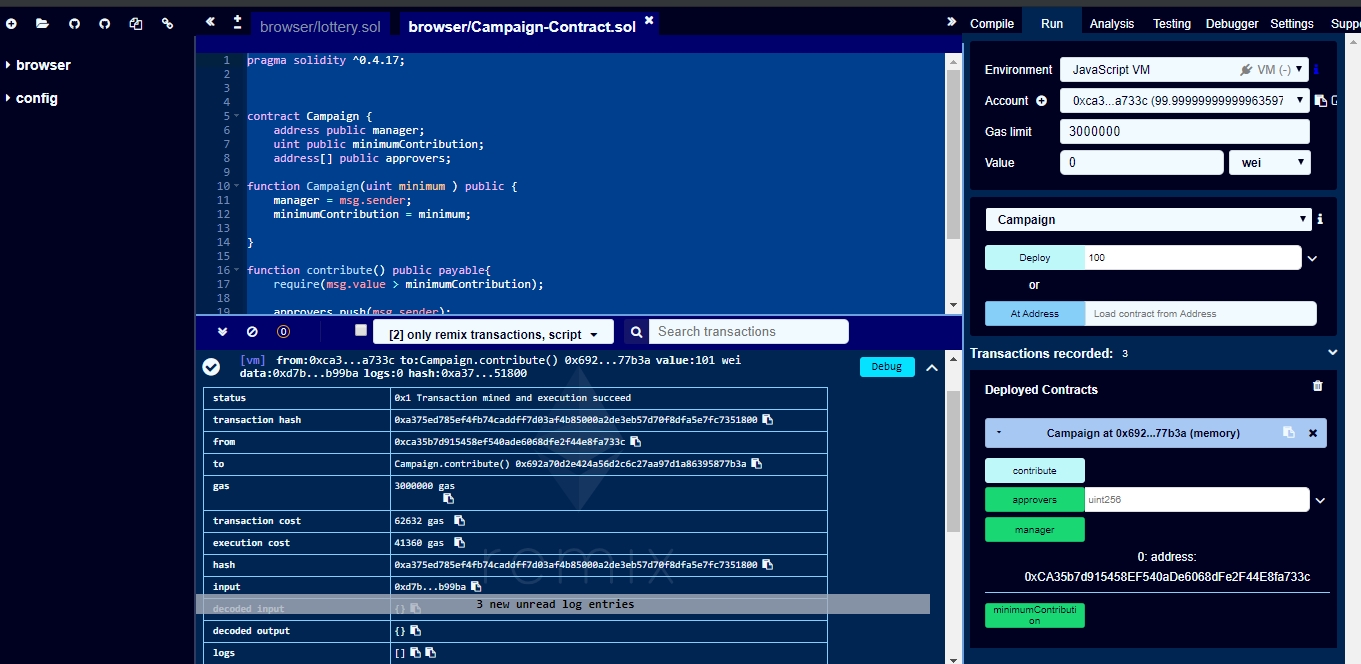 browser/lottery.sol
browser/Campaign-Contract.sol
Compile
Run
Analysis
Testing
Debugger
Settings
Suppo
browser
config
1 pragma solidity ^0.4.17;
2
3
4
5 contract Campaign {
6 address public manager;
7 uint public minimumContribution;
8 address[] public approvers;
9
10 function Campaign(uint minimum ) public {
11 manager = msg.sender;
12 minimumContribution = minimum;
13
14 }
15
16 function contribute() public payable{
17 require(msg.value > minimumContribution);
18
19 approvers.push(msg.sender);
0
[2] only remix transactions, script
Search transactions
[vm] from:0xca3...a733c to:Campaign.contribute() 0x692...77b3a value:101 wei
data:0xd7b...b99ba logs:0 hash:0xa37...51800
Debug
status 0x1 Transaction mined and execution succeed
transaction hash 0xa375ed785ef4fb74caddff7d03af4b85000a2de3eb57d70f8dfa5e7fc7351800
from 0xca35b7d915458ef540ade6068dfe2f44e8fa733c
to Campaign.contribute() 0x692a70d2e424a56d2c6c27aa97d1a86395877b3a
gas 3000000 gas
transaction cost 62632 gas
execution cost 41360 gas
hash 0xa375ed785ef4fb74caddff7d03af4b85000a2de3eb57d70f8dfa5e7fc7351800
input 0xd7b...b99ba
decoded input {}
3 new unread log entries
decoded output {}
logs []
remix
Environment JavaScript VM VM (-)
Account 0xca3...a733c (99.99999999999963597
Gas limit 3000000
Value 0 wei
Campaign
Deploy 100
or
At Address Load contract from Address
Transactions recorded: 3
Deployed Contracts
Campaign at 0x692...77b3a (memory)
contribute
approvers uint256
manager
0: address:
0xCA35b7d915458EF540aDe6068dFe2F44E8fa733c
minimumContributi
on